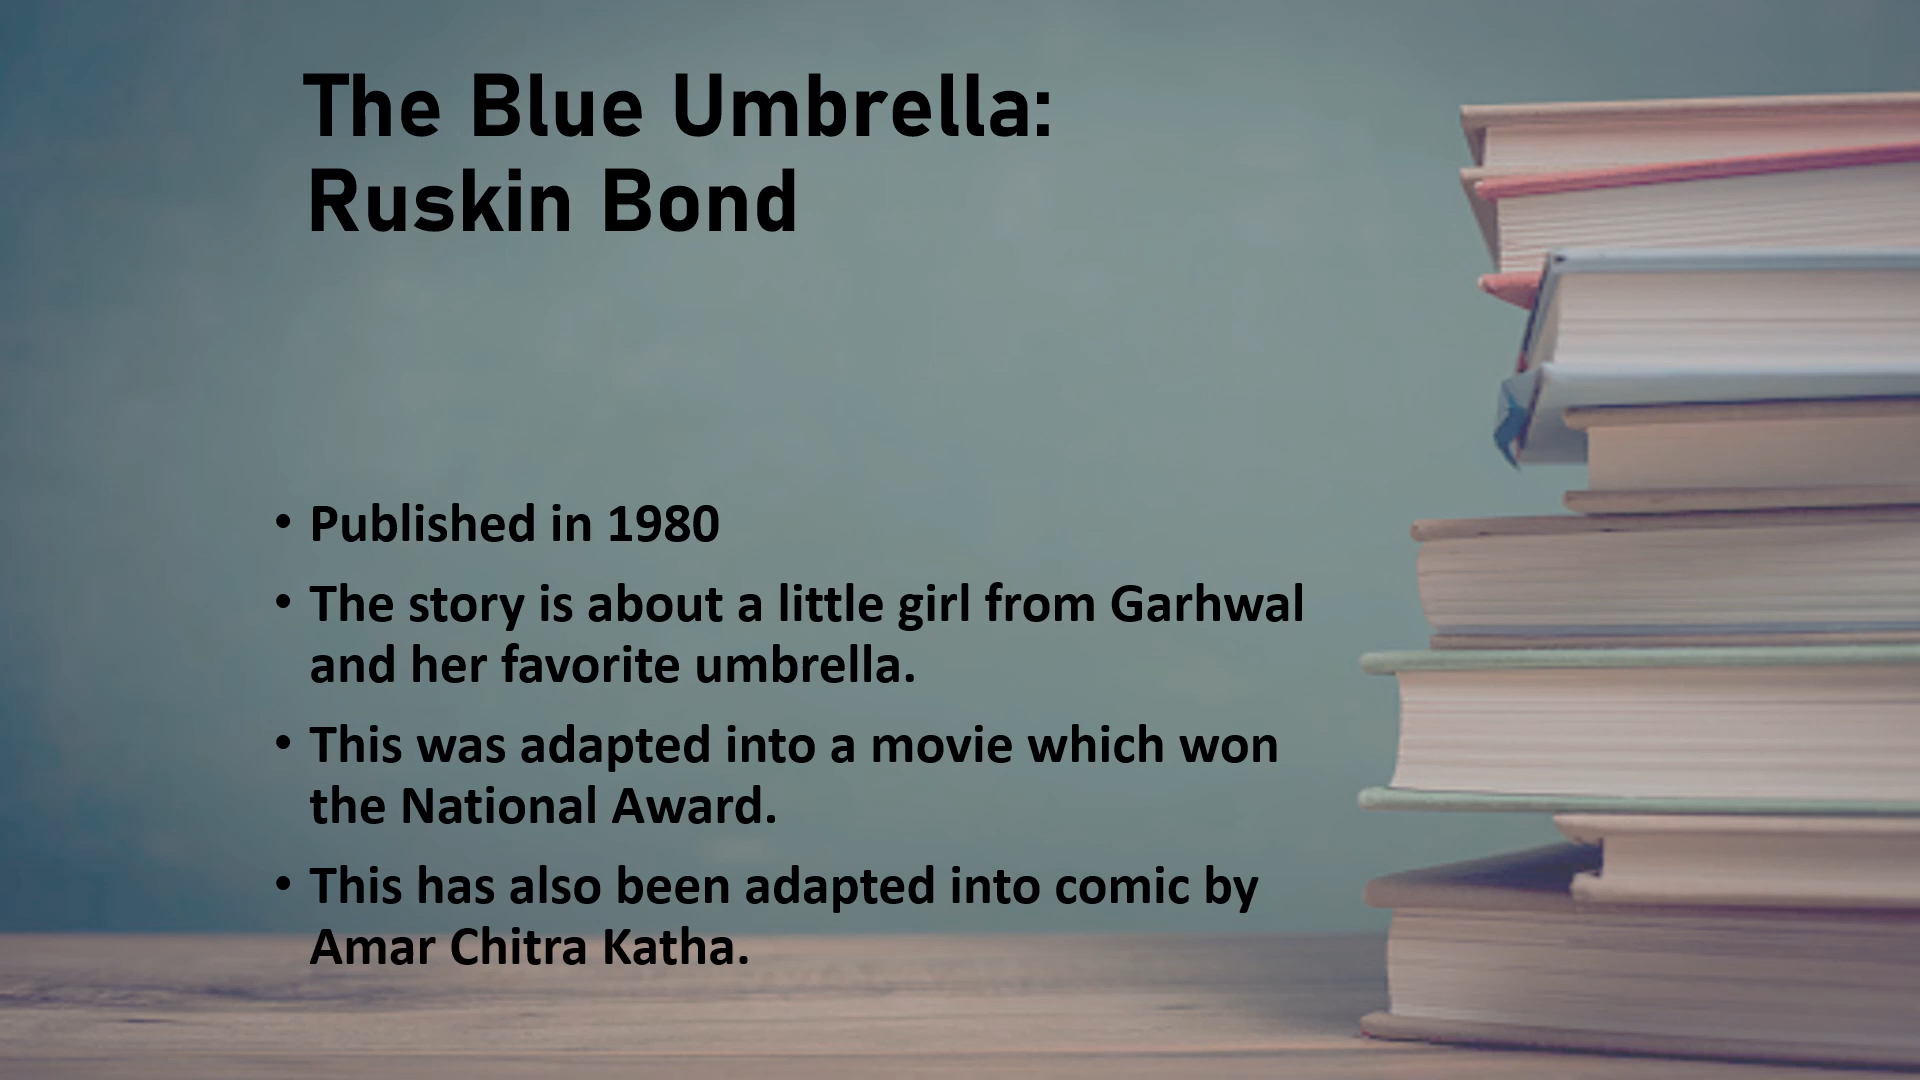 The Blue Umbrella:
Ruskin Bond
• Published in 1980
• The story is about a little girl from Garhwal
and her favorite umbrella.
• This was adapted into a movie which won
the National Award.
• This has also been adapted into comic by
Amar Chitra Katha.